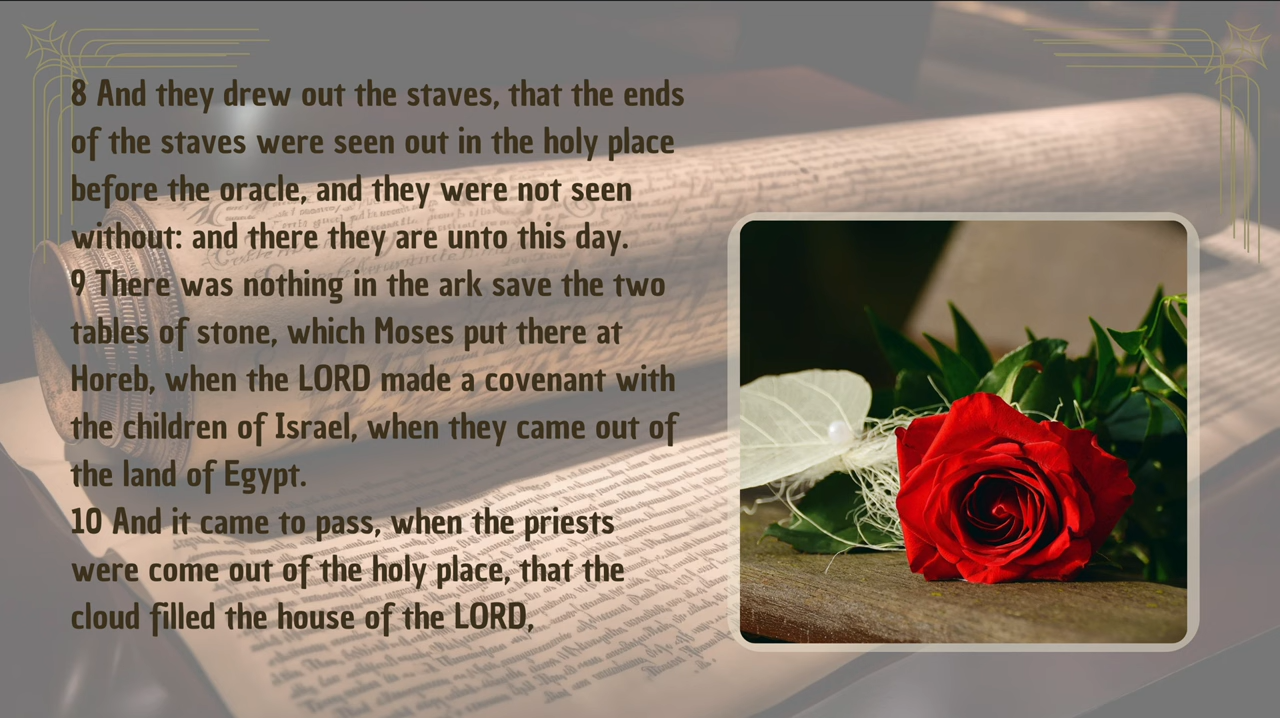 8 And they drew out the staves, that the ends
of the staves were seen out in the holy place
before the oracle, and they were not seen
without: and there they are unto this day.
9 There was nothing in the ark save the two
tables of stone, which Moses put there at
Horeb, when the LORD made a covenant with
the children of Israel, when they came out of
the land of Egypt.
10 And it came to pass, when the priests
were come out of the holy place, that the
cloud filled the house of the LORD,